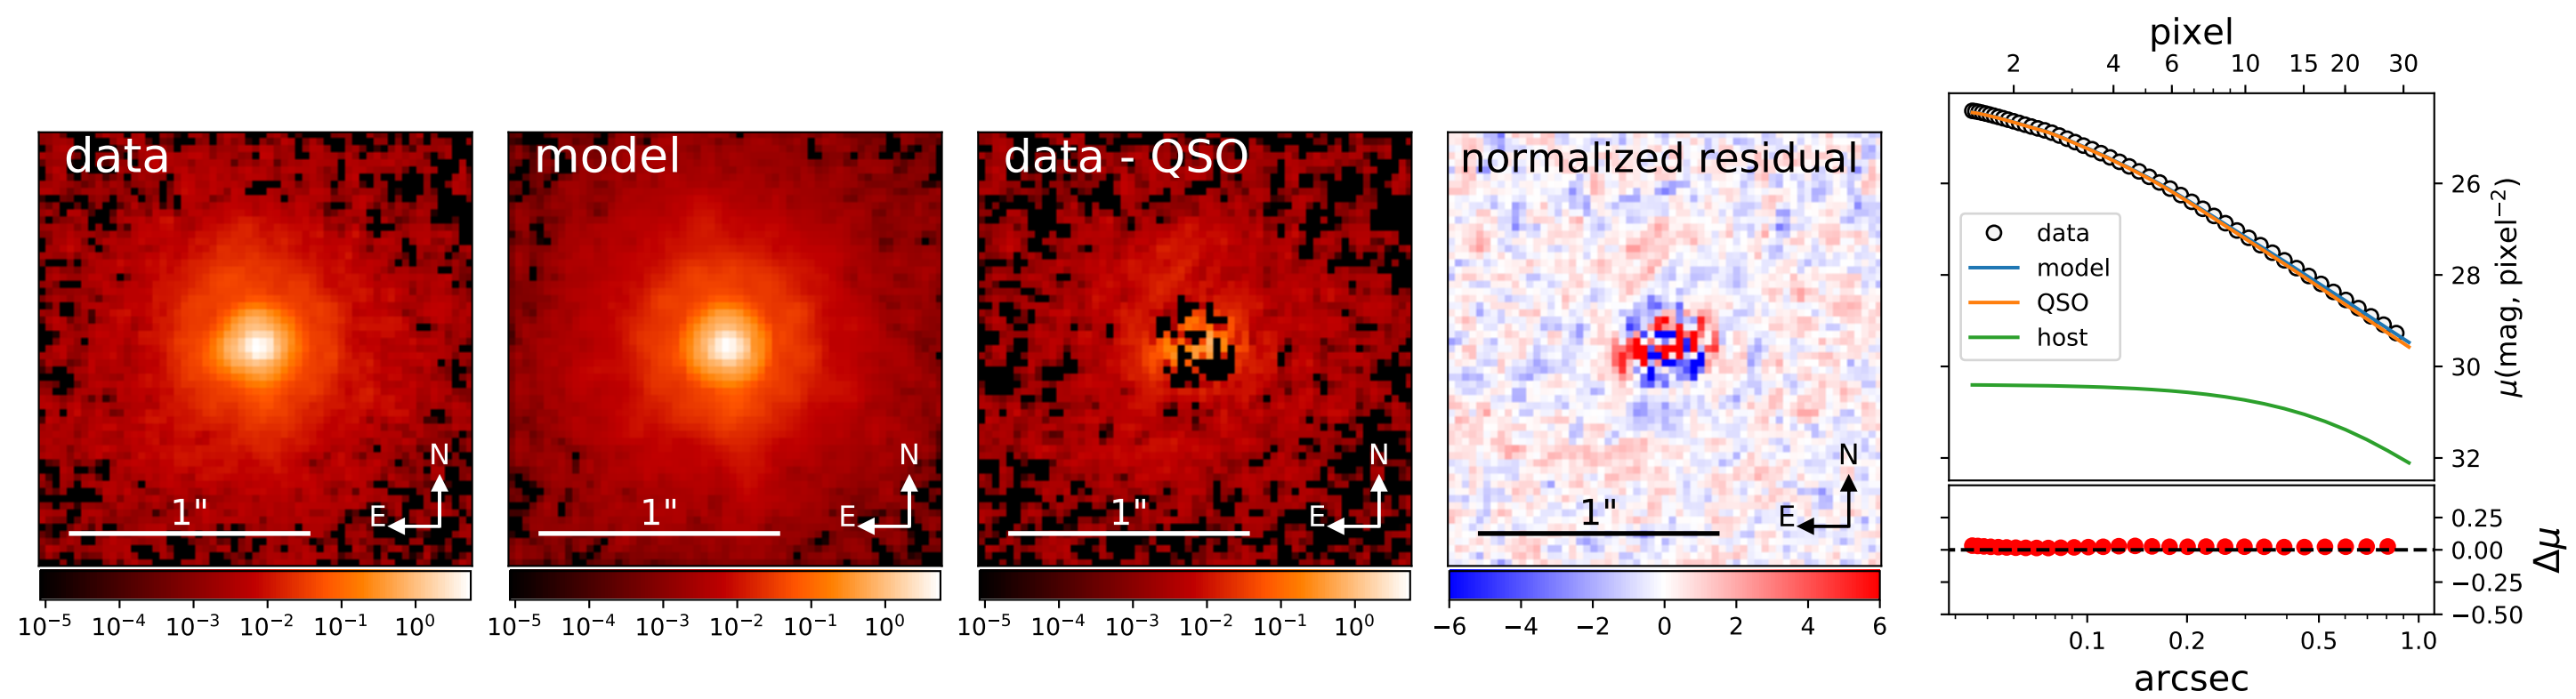 data
N
E
1"
10⁻⁵ 10⁻⁴ 10⁻³ 10⁻² 10⁻¹ 10⁰
model
N
E
1"
10⁻⁵ 10⁻⁴ 10⁻³ 10⁻² 10⁻¹ 10⁰
data - QSO
N
E
1"
10⁻⁵ 10⁻⁴ 10⁻³ 10⁻² 10⁻¹ 10⁰
normalized residual
N
E
1"
−6 −4 −2 0 2 4 6
pixel
2 4 6 10 15 20 30
data
model
QSO
host
26
28
30
32
μ(mag, pixel⁻²)
0.25
0.00
−0.25
−0.50
Δμ
0.1 0.2 0.5 1.0
arcsec